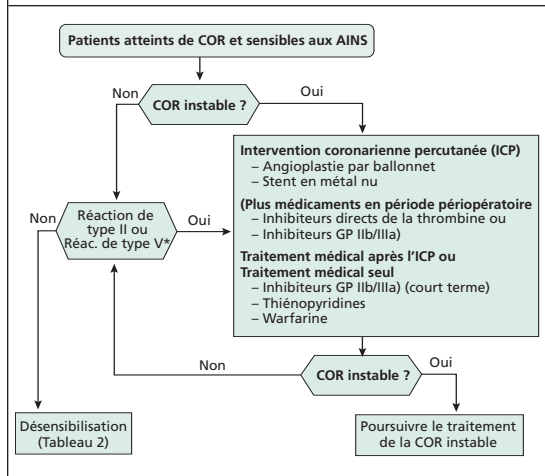 Patients atteints de COR et sensibles aux AINS
Non
Oui
COR instable ?
Intervention coronarienne percutanée (ICP)
– Angioplastie par ballonnet
– Stent en métal nu
(Plus médicaments en période périopératoire
– Inhibiteurs directs de la thrombine ou
– Inhibiteurs GP IIb/IIIa)
Traitement médical après l’ICP ou
Traitement médical seul
– Inhibiteurs GP IIb/IIIa) (court terme)
– Thiénopyridines
– Warfarine
Non
Réaction de
type II ou
Réac. de type V*
Oui
Non
COR instable ?
Oui
Désensibilisation
(Tableau 2)
Poursuivre le traitement
de la COR instable